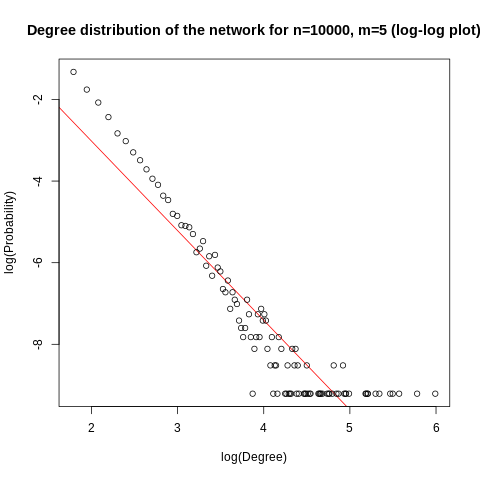 Degree distribution of the network for n=10000, m=5 (log-log plot)
log(Probability)
-2
-4
-6
-8
2 3 4 5 6
log(Degree)